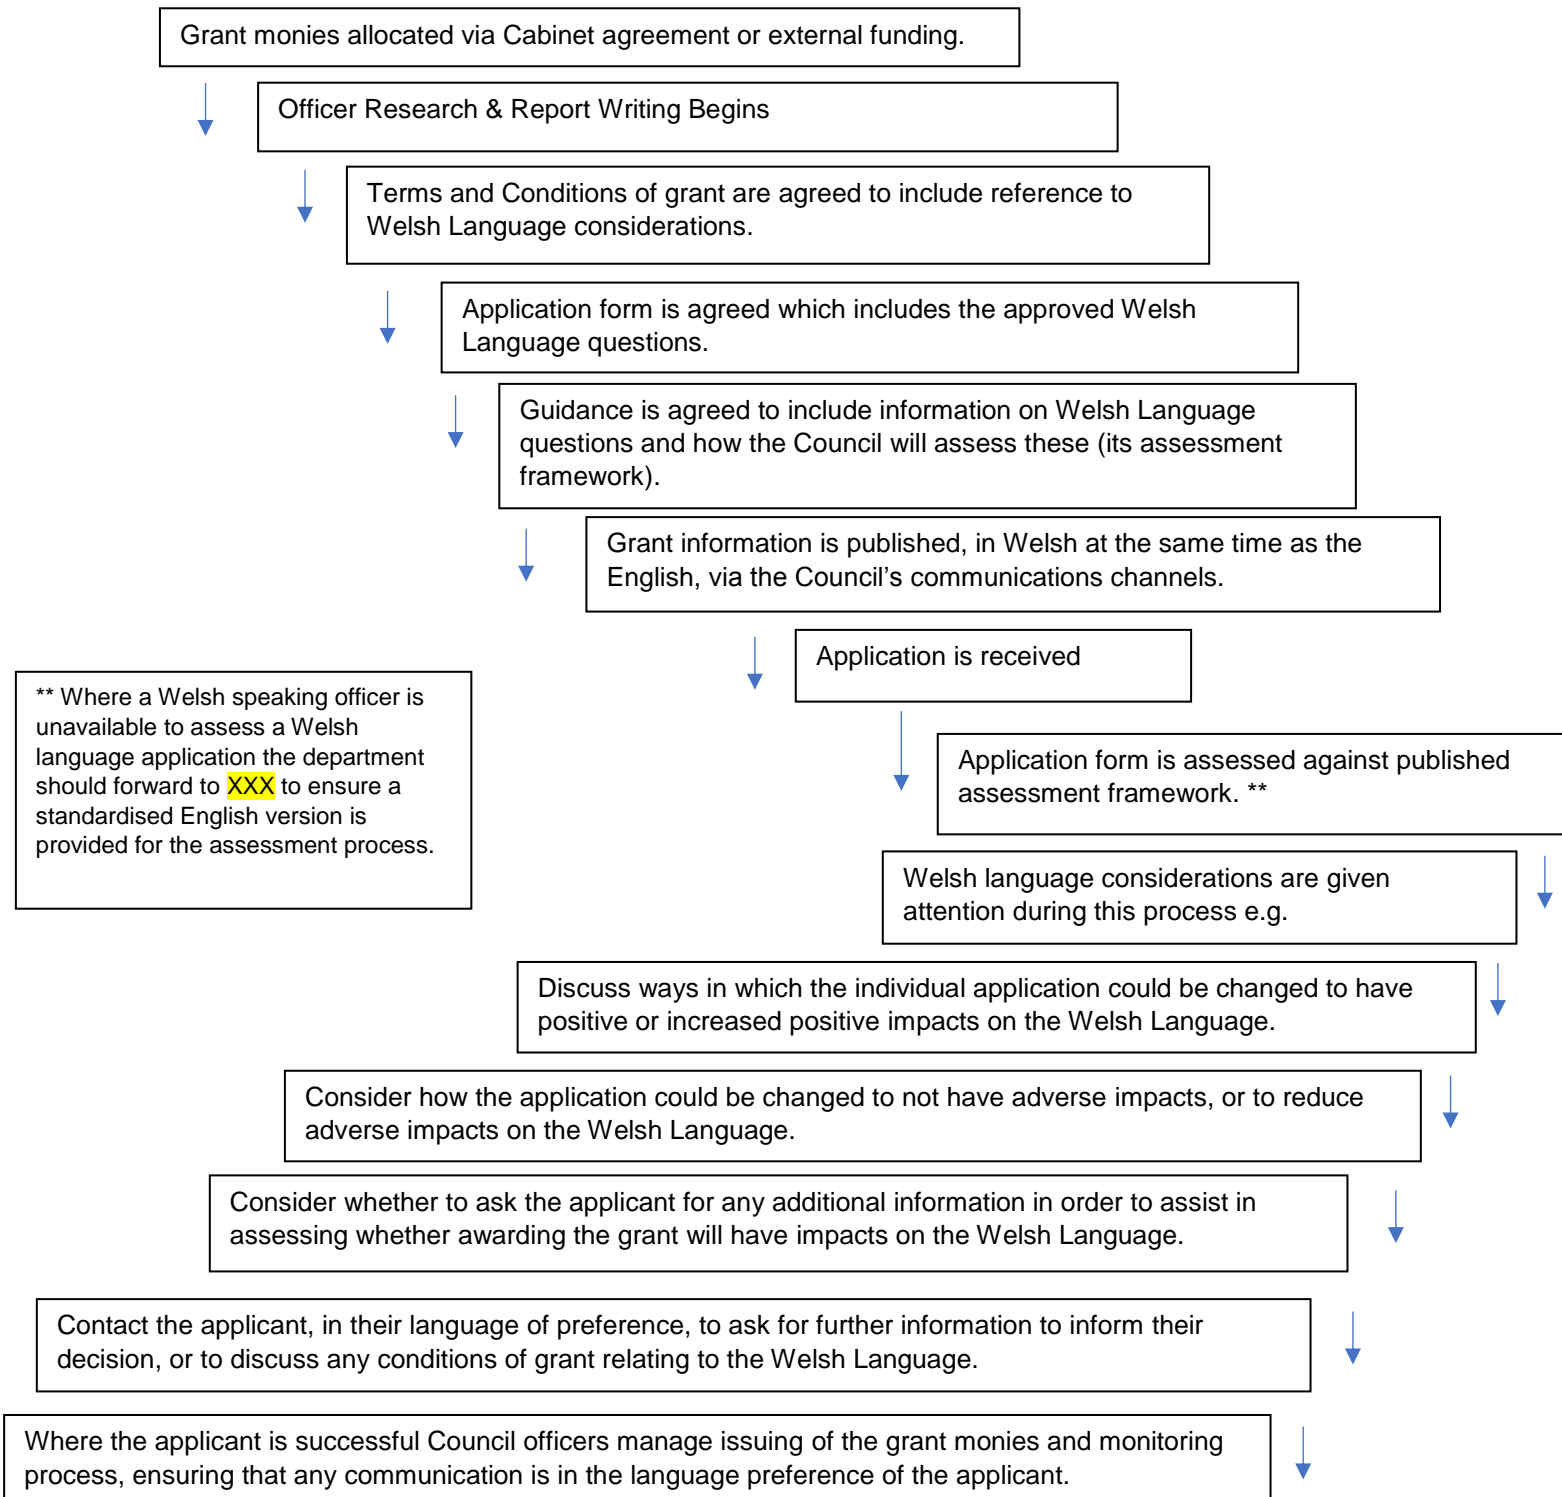 Grant monies allocated via Cabinet agreement or external funding.
Officer Research & Report Writing Begins
Terms and Conditions of grant are agreed to include reference to
Welsh Language considerations.
Application form is agreed which includes the approved Welsh
Language questions.
Guidance is agreed to include information on Welsh Language
questions and how the Council will assess these (its assessment
framework).
Grant information is published, in Welsh at the same time as the
English, via the Council’s communications channels.
Application is received
** Where a Welsh speaking officer is
unavailable to assess a Welsh
language application the department
should forward to XXX to ensure a
standardised English version is
provided for the assessment process.
Application form is assessed against published
assessment framework. **
Welsh language considerations are given
attention during this process e.g.
Discuss ways in which the individual application could be changed to have
positive or increased positive impacts on the Welsh Language.
Consider how the application could be changed to not have adverse impacts, or to reduce
adverse impacts on the Welsh Language.
Consider whether to ask the applicant for any additional information in order to assist in
assessing whether awarding the grant will have impacts on the Welsh Language.
Contact the applicant, in their language of preference, to ask for further information to inform their
decision, or to discuss any conditions of grant relating to the Welsh Language.
Where the applicant is successful Council officers manage issuing of the grant monies and monitoring
process, ensuring that any communication is in the language preference of the applicant.